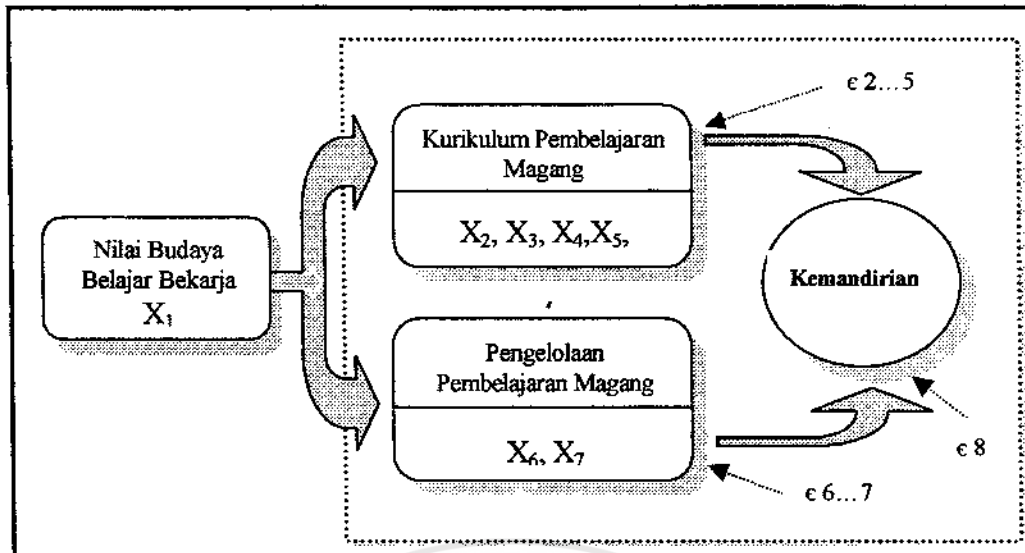 є 2...5
Kurikulum Pembelajaran
Magang
X₂, X₃, X₄,X₅,
Nilai Budaya
Belajar Bekarja
X₁
Kemandirian
Pengelolaan
Pembelajaran Magang
X₆, X₇
є 8
є 6...7